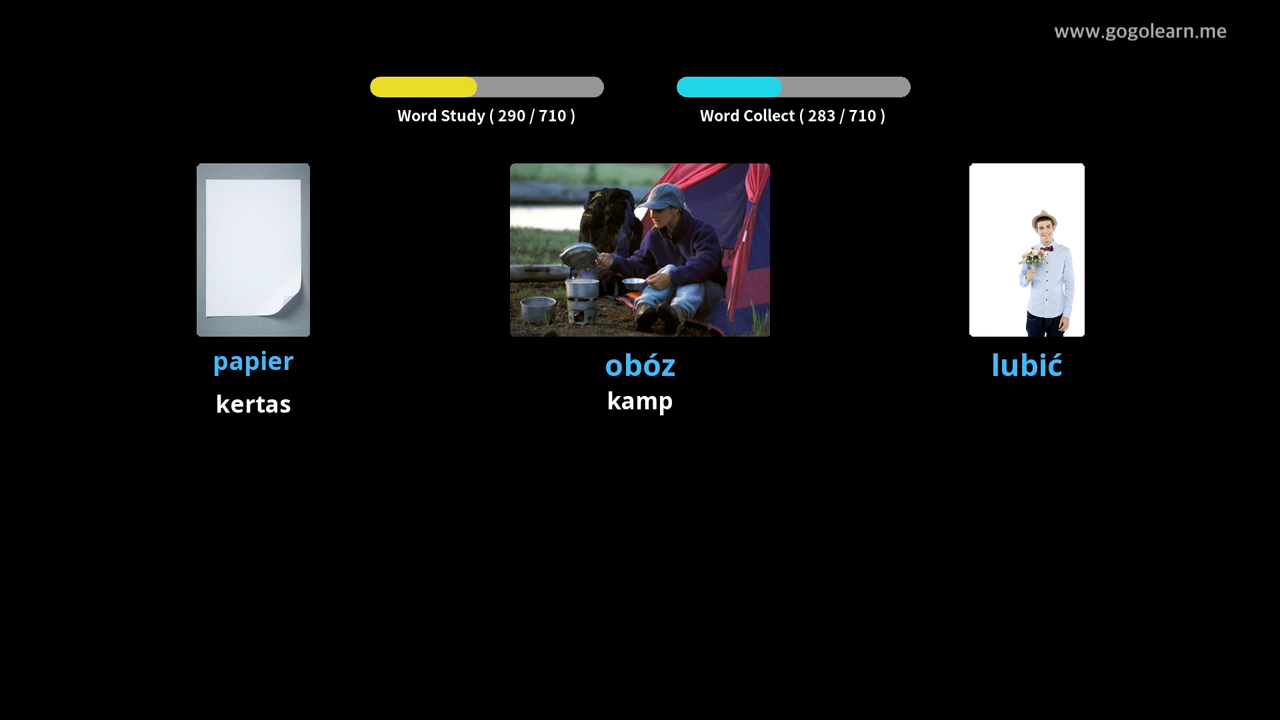 www.gogolearn.me
Word Study ( 290 / 710 )
Word Collect ( 283 / 710 )
papier
kertas
obóz
kamp
lubić